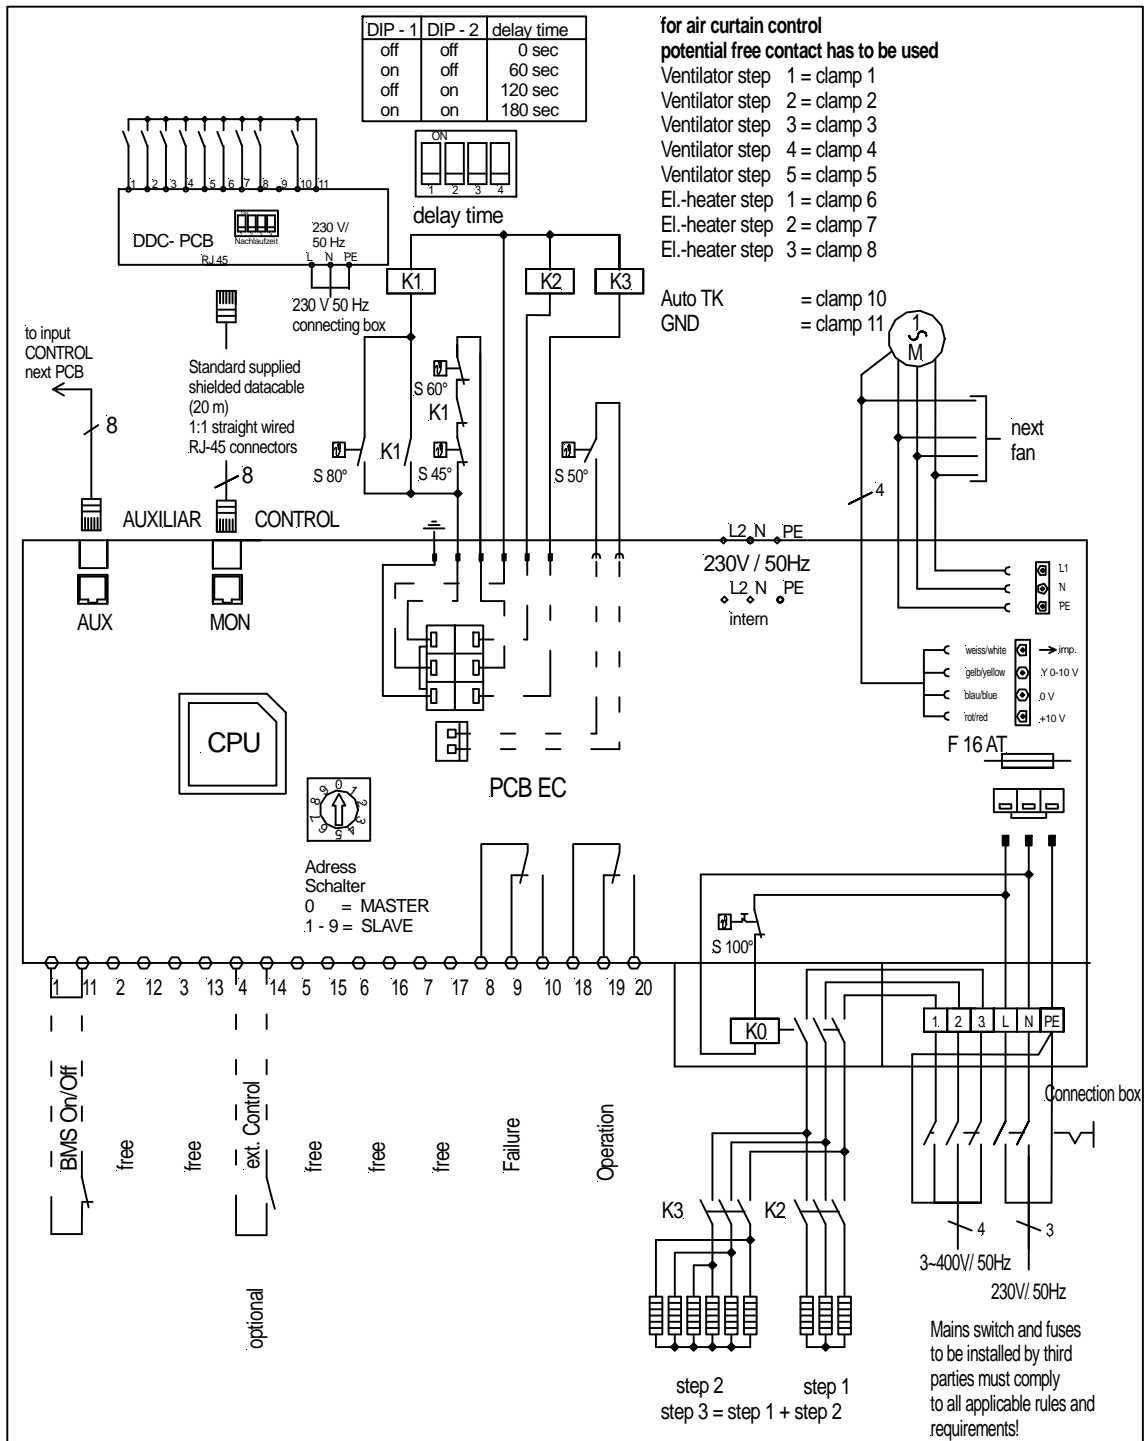 DIP - 1 DIP - 2 delay time
off off 0 sec
on off 60 sec
off on 120 sec
on on 180 sec
ON
1 2 3 4
delay time
for air curtain control
potential free contact has to be used
Ventilator step 1 = clamp 1
Ventilator step 2 = clamp 2
Ventilator step 3 = clamp 3
Ventilator step 4 = clamp 4
Ventilator step 5 = clamp 5
El.-heater step 1 = clamp 6
El.-heater step 2 = clamp 7
El.-heater step 3 = clamp 8
Auto TK = clamp 10
GND = clamp 11
1 2 3 4 5 6 7 8 9 10 11
DDC- PCB
Nachlaufzeit
230 V/
50 Hz
RJ 45
L N PE
230 V 50 Hz
connecting box
K1
K2
K3
to input
CONTROL
next PCB
8
Standard supplied
shielded datacable
(20 m)
1:1 straight wired
RJ-45 connectors
8
S 60°
K1
S 80°
K1
S 45°
S 50°
1
M
next
fan
4
AUXILIAR
CONTROL
AUX
MON
L2 N PE
230V / 50Hz
L2 N PE
intern
L1
N
PE
weiss/white imp.
gelb/yellow Y 0-10 V
blau/blue 0 V
rot/red +10 V
F 16 AT
CPU
PCB EC
0 1 2 3 4 5 6 7 8 9
Adress
Schalter
0 = MASTER
1 - 9 = SLAVE
S 100°
1 11 2 12 3 13 4 14 5 15 6 16 7 17 8 9 10 18 19 20
K0
1 2 3 L N PE
Connection box
BMS On/Off
free
free
ext. Control
free
free
free
Failure
Operation
optional
K3
K2
4
3
3~400V/ 50Hz
230V/ 50Hz
step 2 step 1
step 3 = step 1 + step 2
Mains switch and fuses
to be installed by third
parties must comply
to all applicable rules and
requirements!